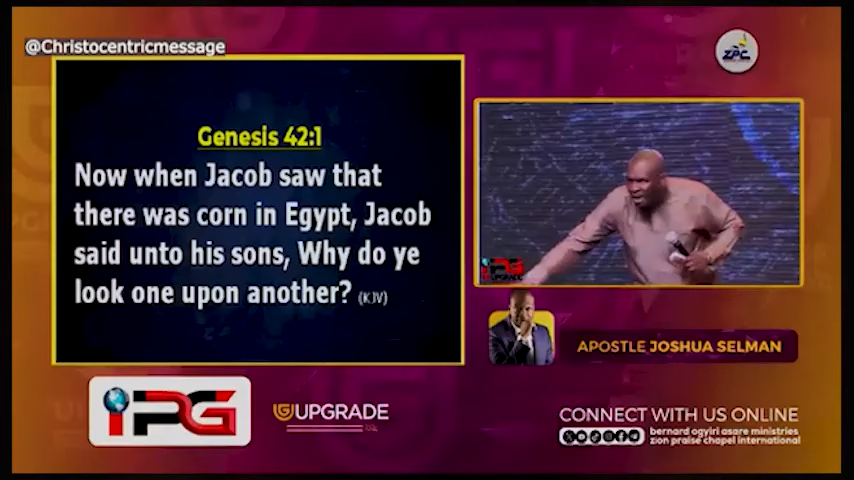 @Christocentricmessage
ZPC
Genesis 42:1
Now when Jacob saw that
there was corn in Egypt, Jacob
said unto his sons, Why do ye
look one upon another? (KJV)
iPG
UPGRADE
APOSTLE JOSHUA SELMAN
iPG
UPGRADE
CONNECT WITH US ONLINE
bernard ogyiri asare ministries
zion praise chapel international